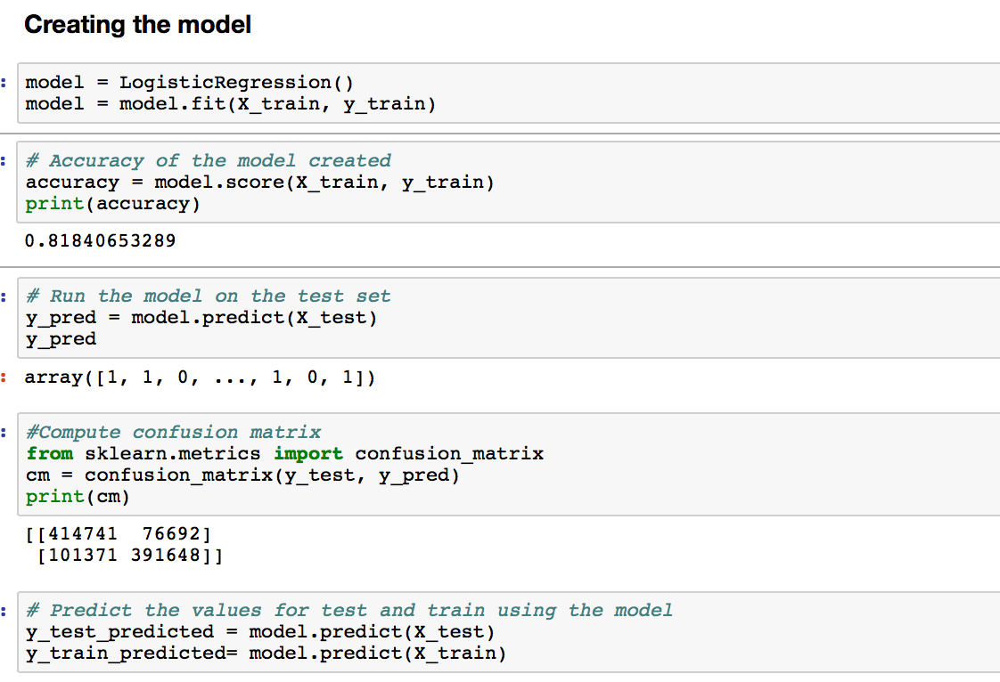 Creating the model
:
model = LogisticRegression()
model = model.fit(X_train, y_train)
:
# Accuracy of the model created
accuracy = model.score(X_train, y_train)
print(accuracy)
0.81840653289
:
# Run the model on the test set
y_pred = model.predict(X_test)
y_pred
:
array([1, 1, 0, ..., 1, 0, 1])
:
#Compute confusion matrix
from sklearn.metrics import confusion_matrix
cm = confusion_matrix(y_test, y_pred)
print(cm)
[[414741  76692]
 [101371 391648]]
:
# Predict the values for test and train using the model
y_test_predicted = model.predict(X_test)
y_train_predicted= model.predict(X_train)